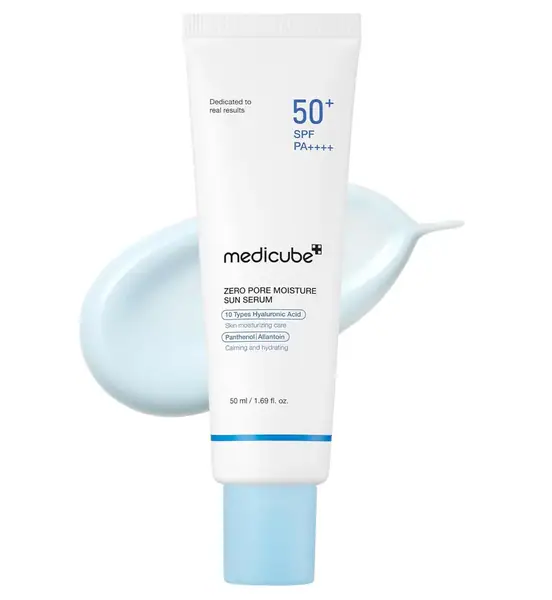 Dedicated to
real results
50+
SPF
PA++++
medicube+
ZERO PORE MOISTURE
SUN SERUM
10 Types Hyaluronic Acid
Skin moisturizing care
Panthenol|Allantoin
Calming and hydrating
50 ml / 1.69 fl. oz.